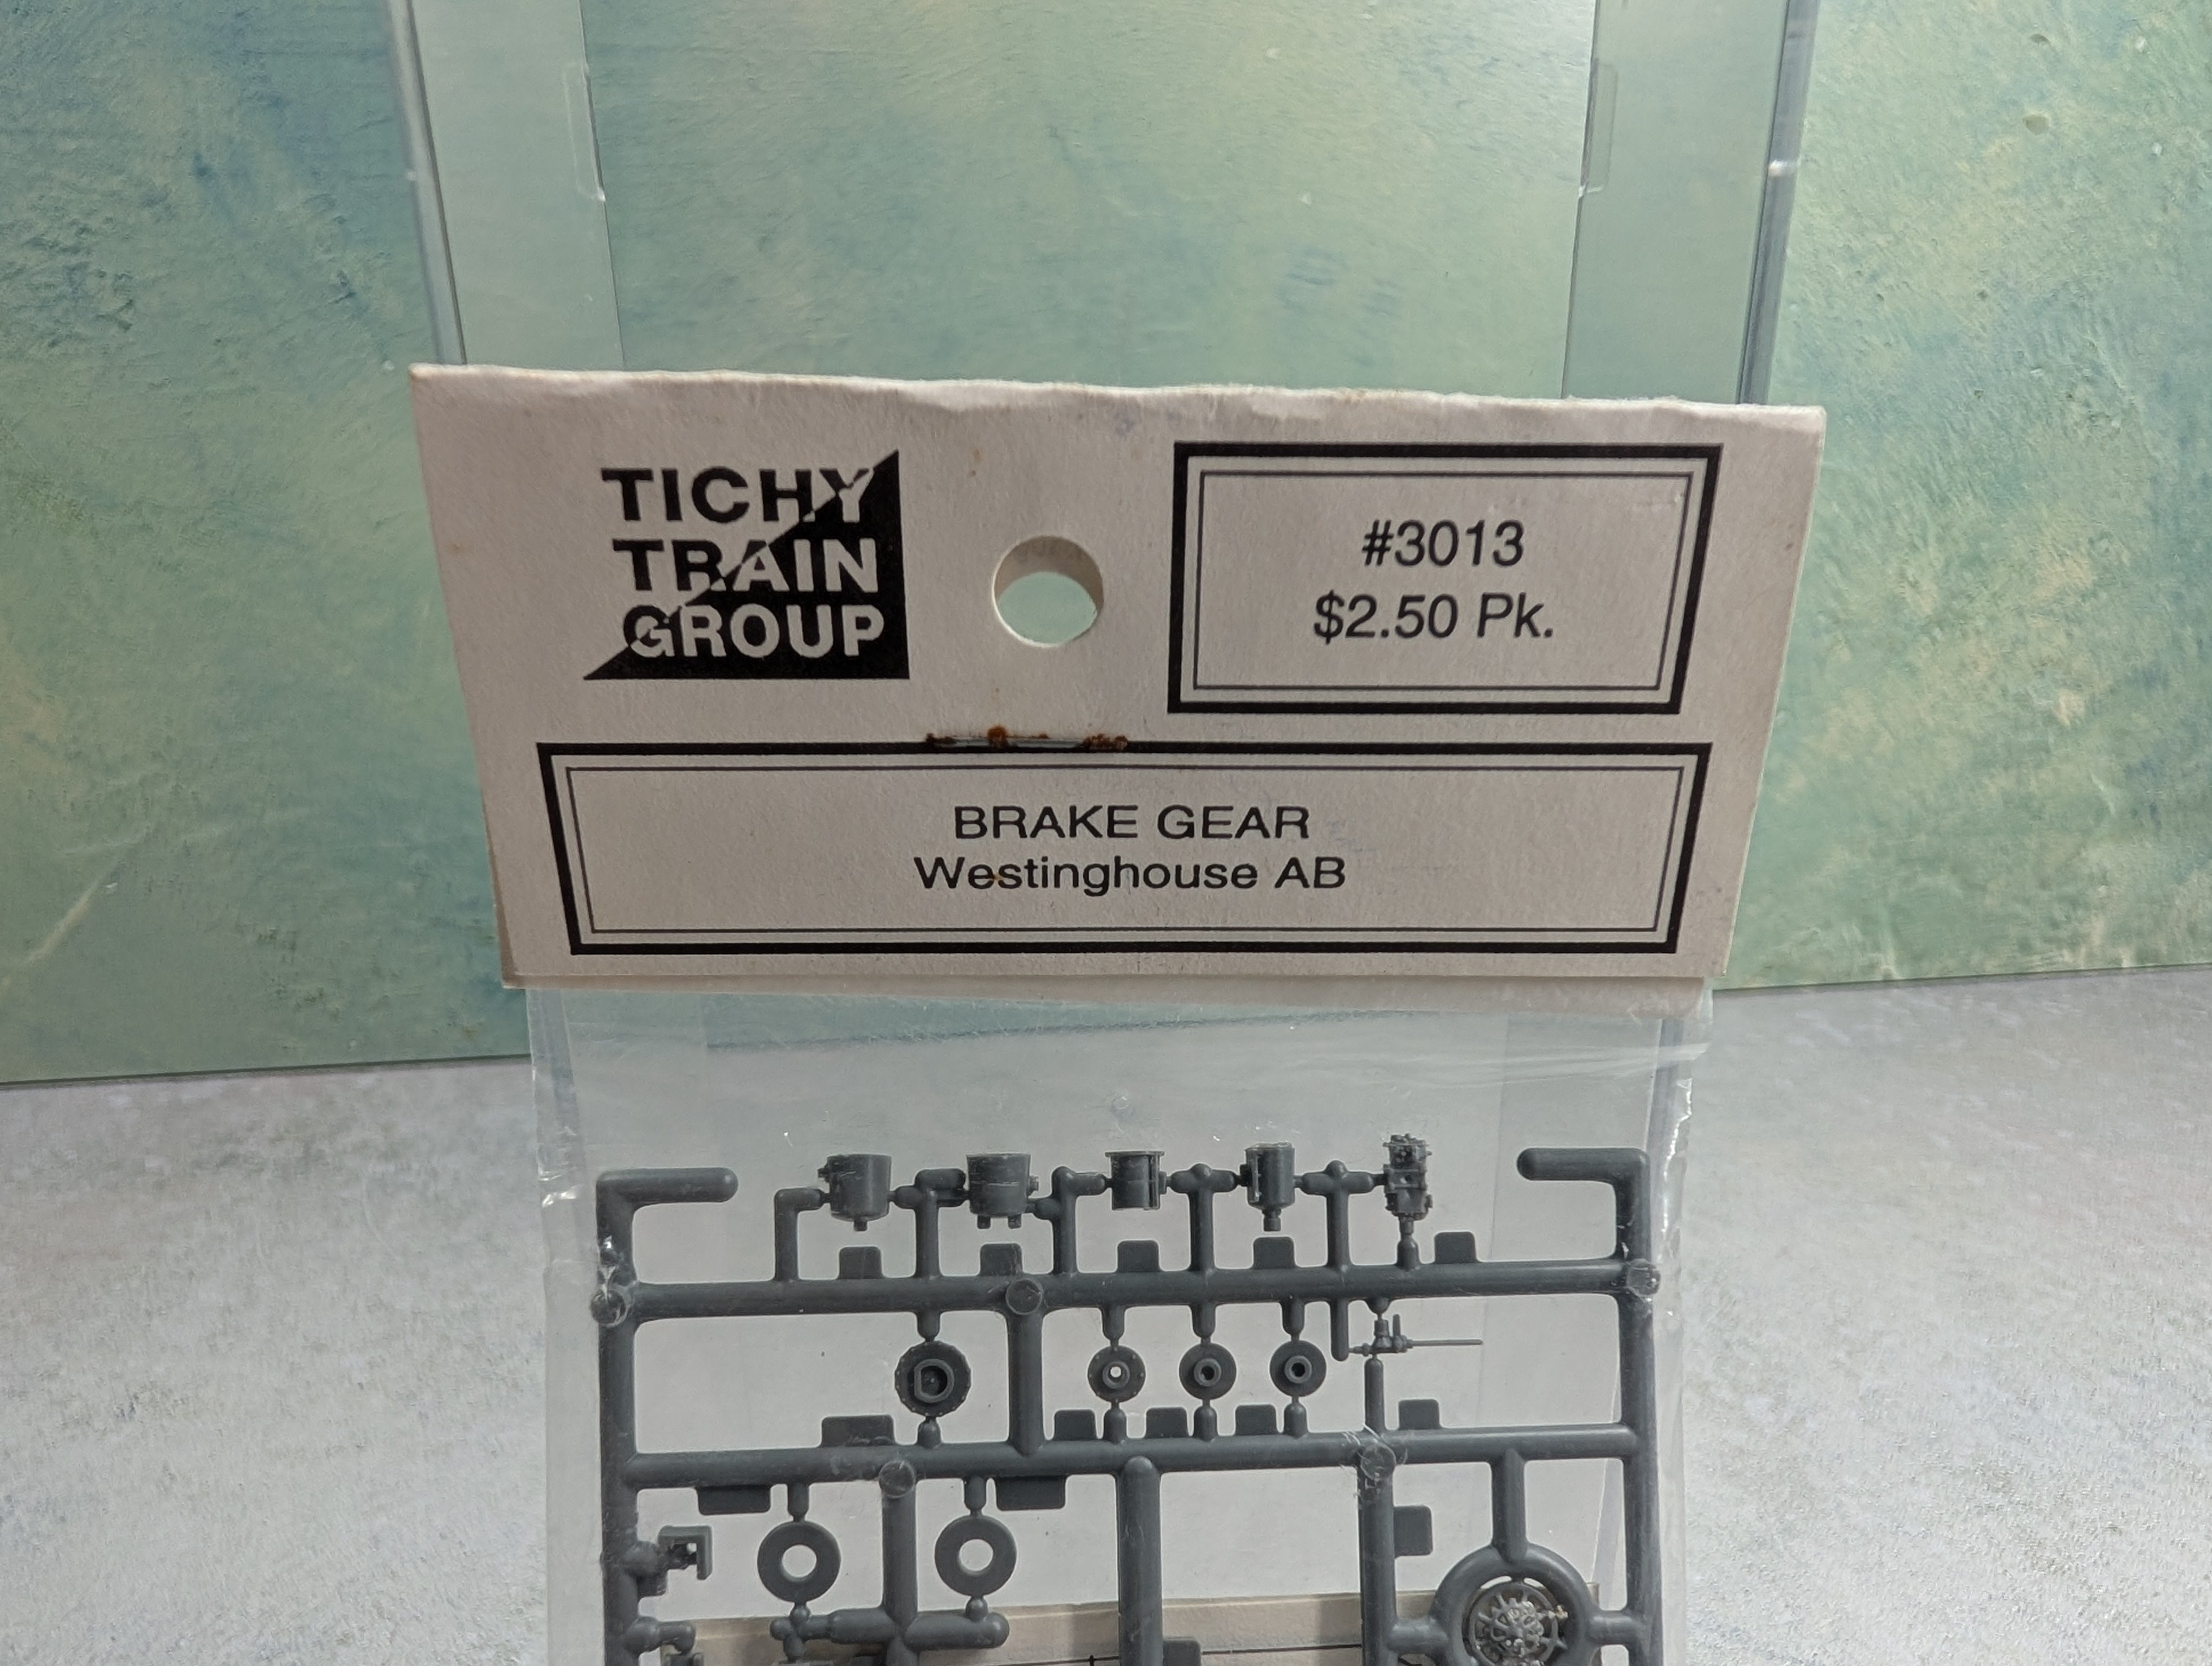 TICHY
TRAIN
GROUP
#3013
$2.50 Pk.
BRAKE GEAR
Westinghouse AB